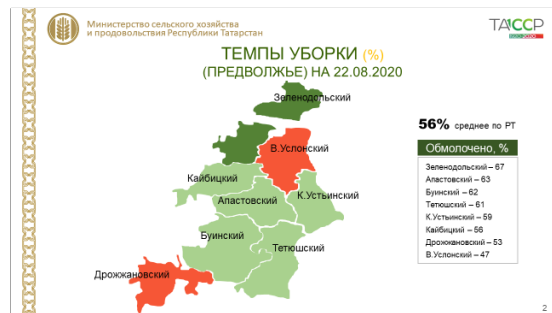 Министерство сельского хозяйства
и продовольствия Республики Татарстан
ТАССР
ТЕМПЫ УБОРКИ (%)
(ПРЕДВОЛЖЬЕ) НА 22.08.2020
Зеленодольский
В.Услонский
Кайбицкий
Апастовский
К.Устьинский
Буинский
Тетюшский
Дрожжановский
56% среднее по РТ
Обмолочено, %
Зеленодольский – 67
Апастовский – 63
Буинский – 62
Тетюшский – 61
К.Устьинский – 59
Кайбицкий – 56
Дрожжановский – 53
В.Услонский – 47
2